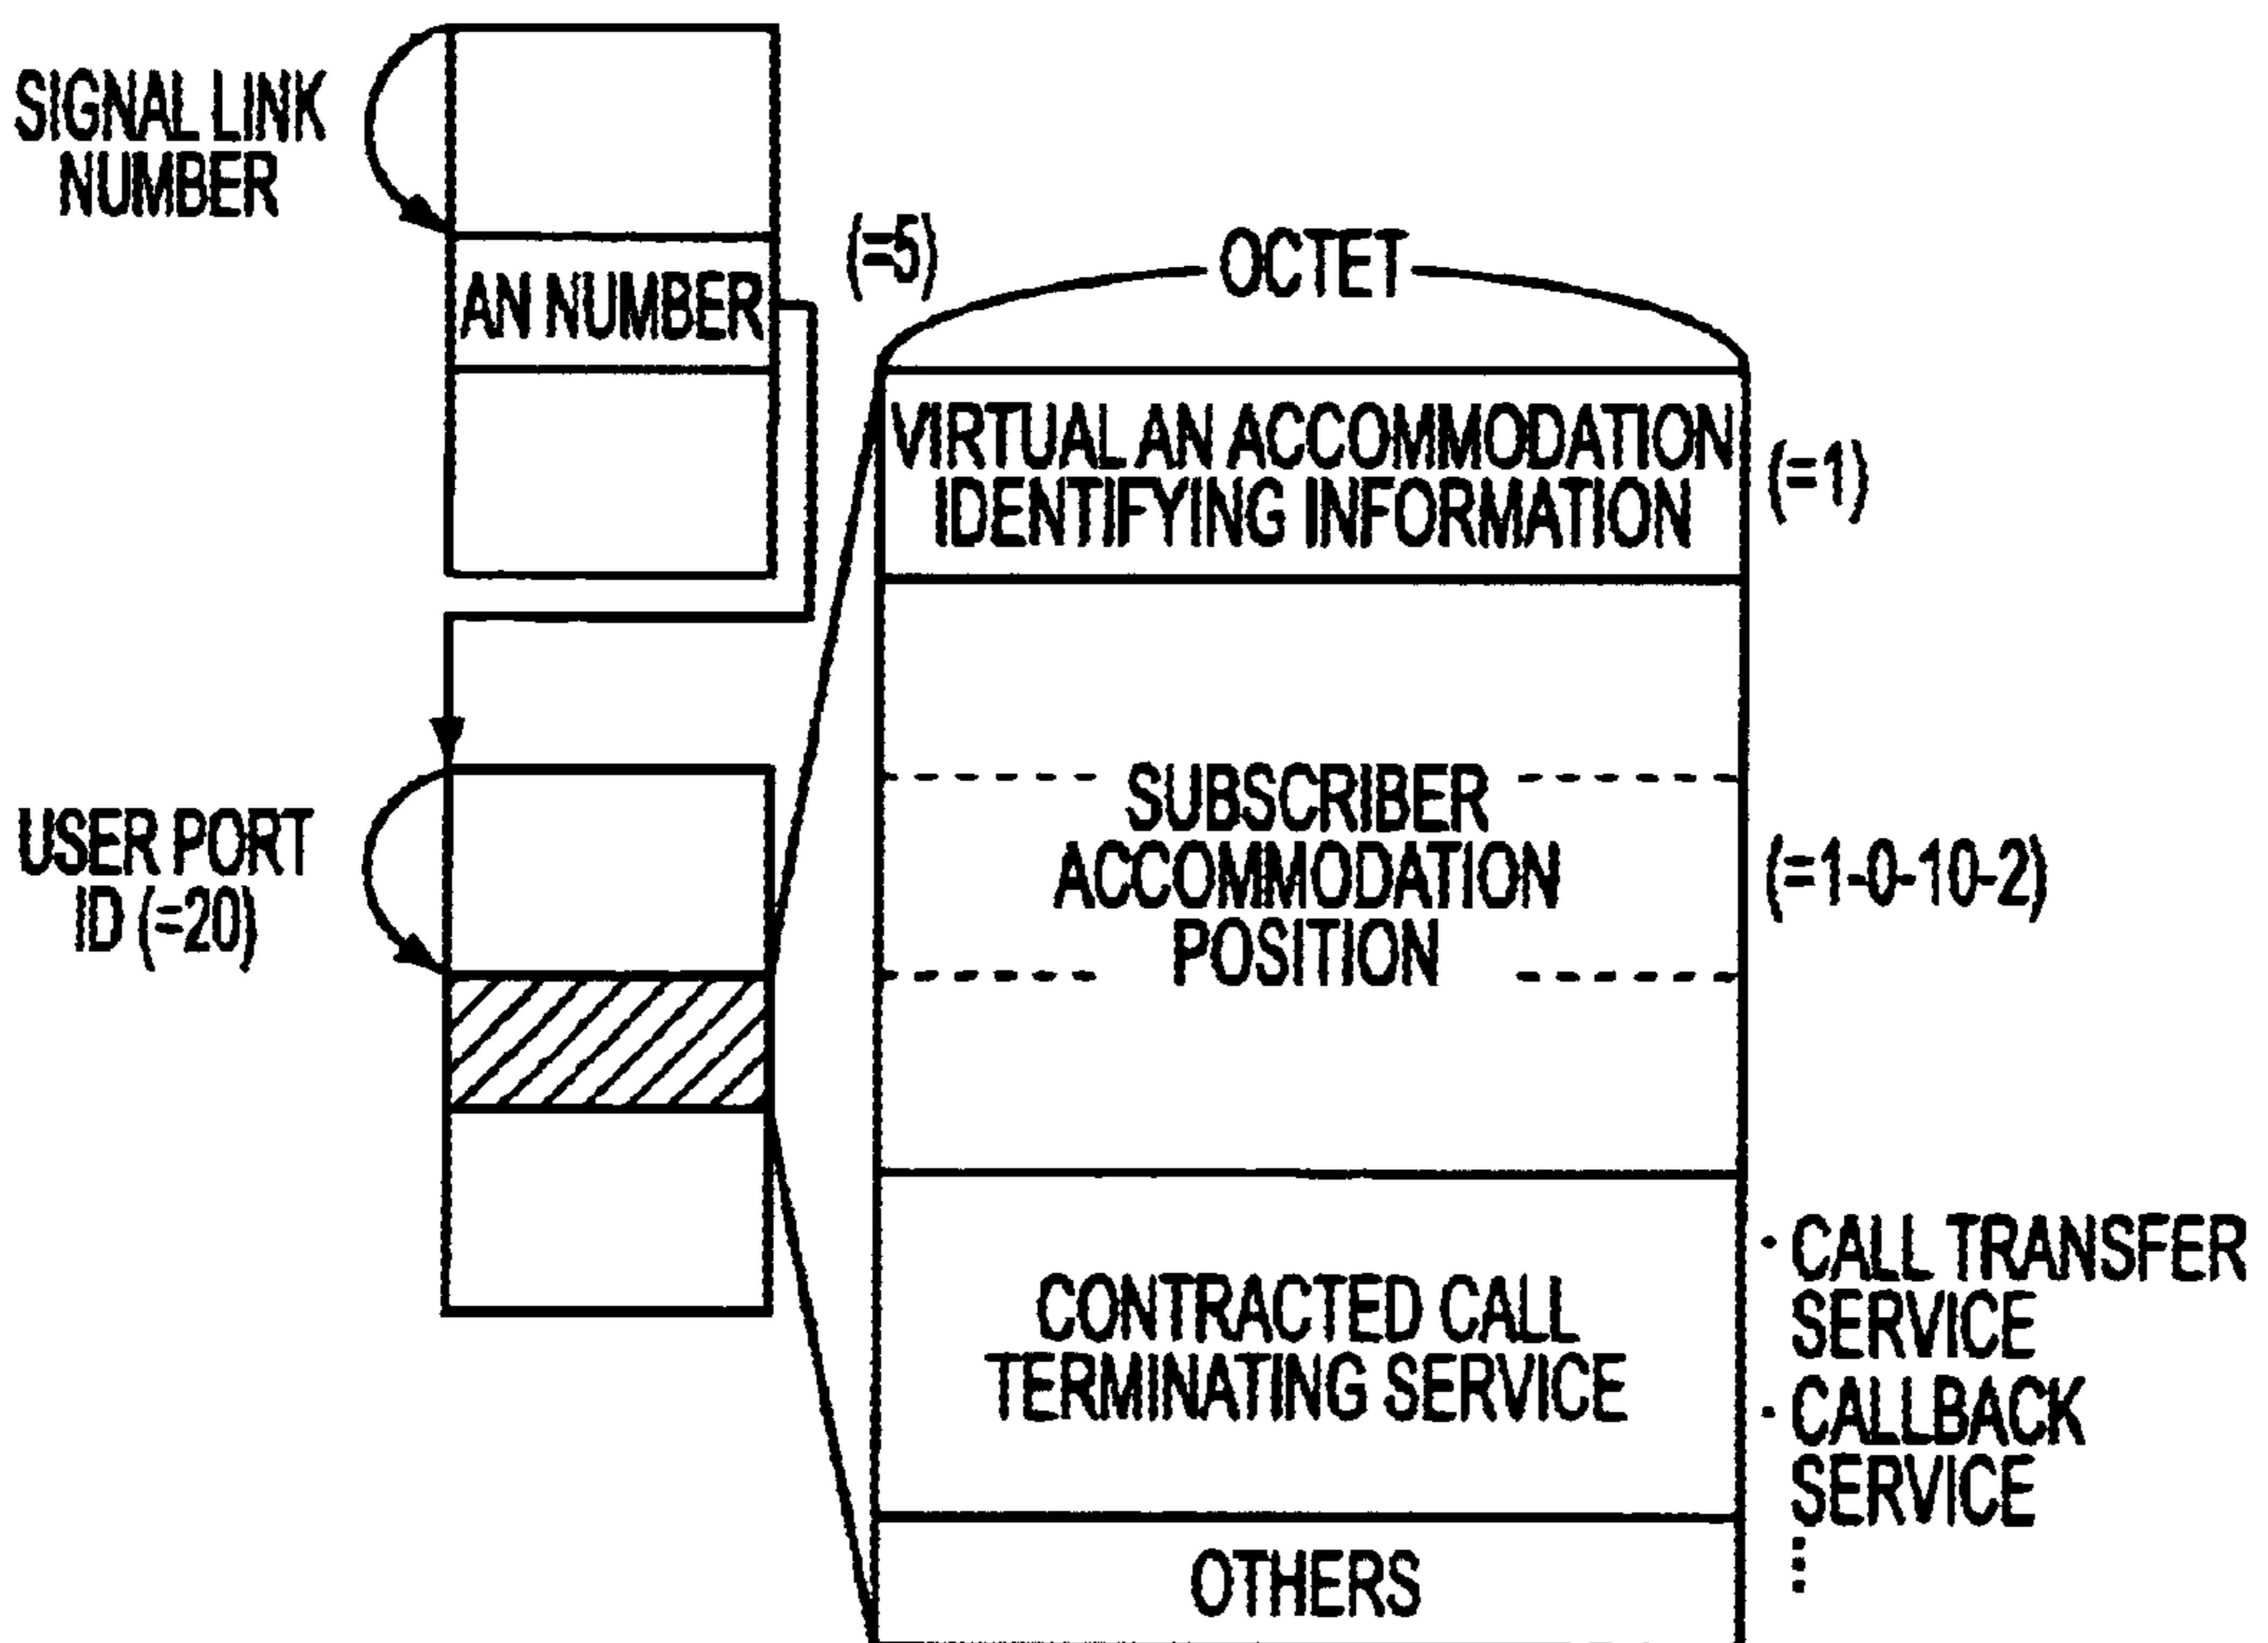 SIGNAL LINK
NUMBER
AN NUMBER
(=5)
OCTET
VIRTUAL AN ACCOMMODATION
IDENTIFYING INFORMATION
(=1)
USER PORT
ID (=20)
SUBSCRIBER
ACCOMMODATION
POSITION
(=1-0-10-2)
CONTRACTED CALL
TERMINATING SERVICE
· CALL TRANSFER
SERVICE
· CALLBACK
SERVICE
OTHERS